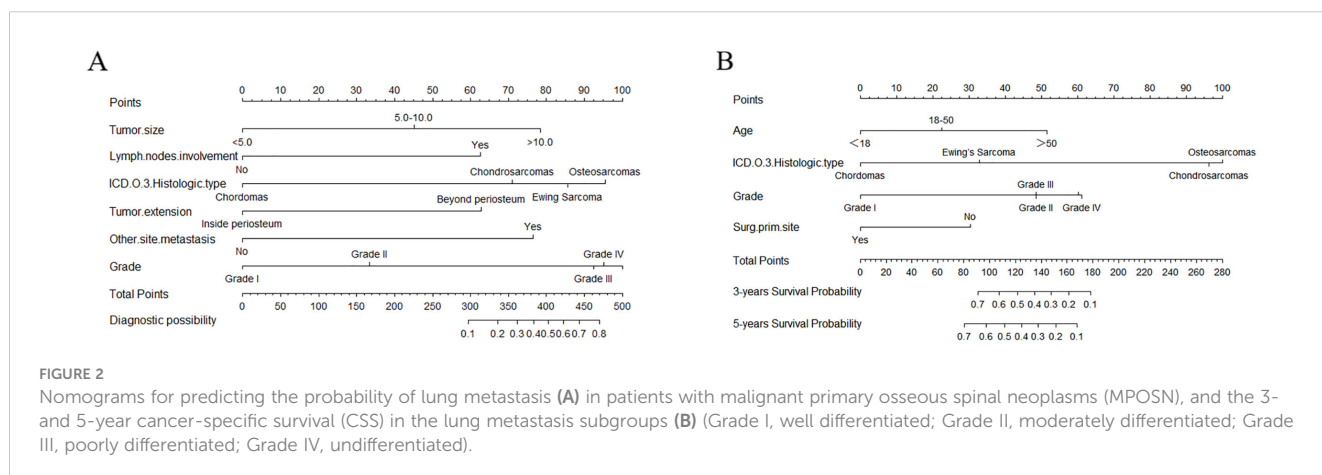 A
0 10 20 30 40 50 60 70 80 90 100
Points
5.0-10.0
Tumor.size
<5.0 >10.0
Yes
Lymph.nodes.involvement
No Chondrosarcomas Osteosarcomas
ICD.O.3.Histologic.type
Chordomas Beyond periosteum Ewing Sarcoma
Tumor.extension
Inside periosteum Yes
Other.site.metastasis
No Grade II Grade IV
Grade
Grade I Grade III
Total Points
0 50 100 150 200 250 300 350 400 450 500
Diagnostic possibility
0.1 0.2 0.3 0.4 0.5 0.6 0.7 0.8
B
0 10 20 30 40 50 60 70 80 90 100
Points
18-50
Age
<18 Ewing's Sarcoma >50 Osteosarcomas
ICD.O.3.Histologic.type
Chordomas Grade III Chondrosarcomas
Grade
Grade I No Grade II Grade IV
Surg.prim.site
Yes
Total Points
0 20 40 60 80 100 120 140 160 180 200 220 240 260 280
3-years Survival Probability
0.7 0.6 0.5 0.4 0.3 0.2 0.1
5-years Survival Probability
0.7 0.6 0.5 0.4 0.3 0.2 0.1
FIGURE 2
Nomograms for predicting the probability of lung metastasis (A) in patients with malignant primary osseous spinal neoplasms (MPOSN), and the 3-
and 5-year cancer-specific survival (CSS) in the lung metastasis subgroups (B) (Grade I, well differentiated; Grade II, moderately differentiated; Grade
III, poorly differentiated; Grade IV, undifferentiated).